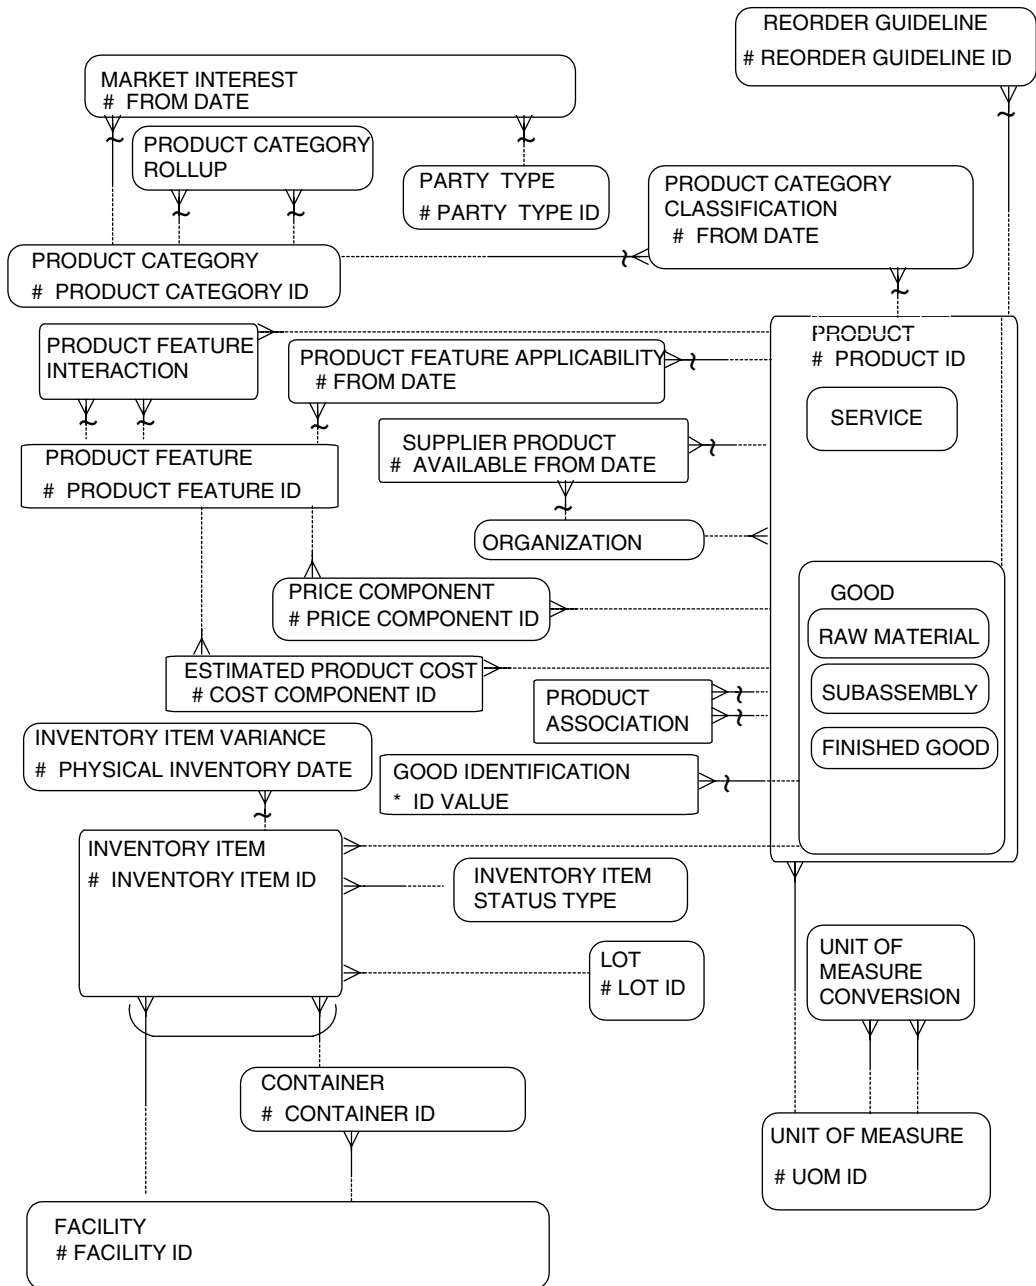 REORDER GUIDELINE
# REORDER GUIDELINE ID
MARKET INTEREST
# FROM DATE
PRODUCT CATEGORY
ROLLUP
PARTY TYPE
# PARTY TYPE ID
PRODUCT CATEGORY
CLASSIFICATION
# FROM DATE
PRODUCT CATEGORY
# PRODUCT CATEGORY ID
PRODUCT
# PRODUCT ID
PRODUCT FEATURE
INTERACTION
PRODUCT FEATURE APPLICABILITY
# FROM DATE
SERVICE
SUPPLIER PRODUCT
# AVAILABLE FROM DATE
PRODUCT FEATURE
# PRODUCT FEATURE ID
ORGANIZATION
PRICE COMPONENT
# PRICE COMPONENT ID
GOOD
RAW MATERIAL
SUBASSEMBLY
FINISHED GOOD
ESTIMATED PRODUCT COST
# COST COMPONENT ID
PRODUCT
ASSOCIATION
INVENTORY ITEM VARIANCE
# PHYSICAL INVENTORY DATE
GOOD IDENTIFICATION
* ID VALUE
INVENTORY ITEM
# INVENTORY ITEM ID
INVENTORY ITEM
STATUS TYPE
LOT
# LOT ID
UNIT OF
MEASURE
CONVERSION
CONTAINER
# CONTAINER ID
UNIT OF MEASURE
# UOM ID
FACILITY
# FACILITY ID